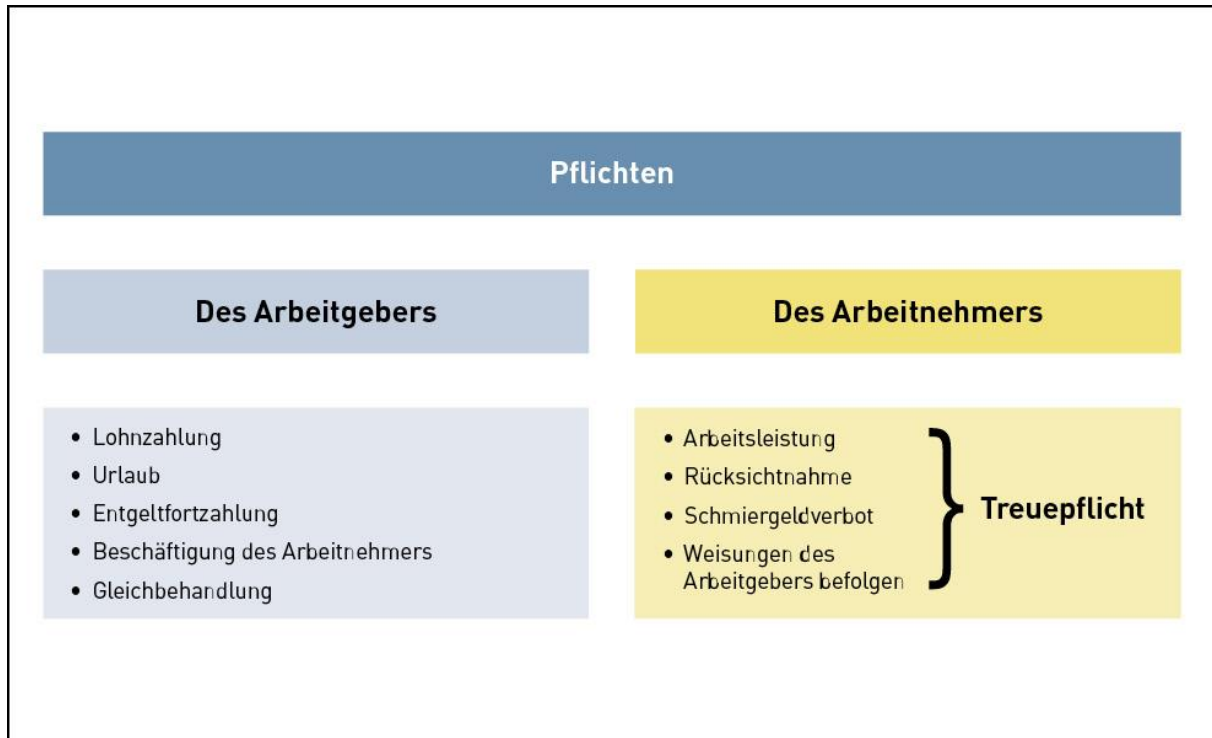 Pflichten
Des Arbeitgebers
• Lohnzahlung
• Urlaub
• Entgeltfortzahlung
• Beschäftigung des Arbeitnehmers
• Gleichbehandlung
Des Arbeitnehmers
• Arbeitsleistung
• Rücksichtnahme
• Schmiergeldverbot
• Weisungen des
Arbeitgebers befolgen
Treuepflicht